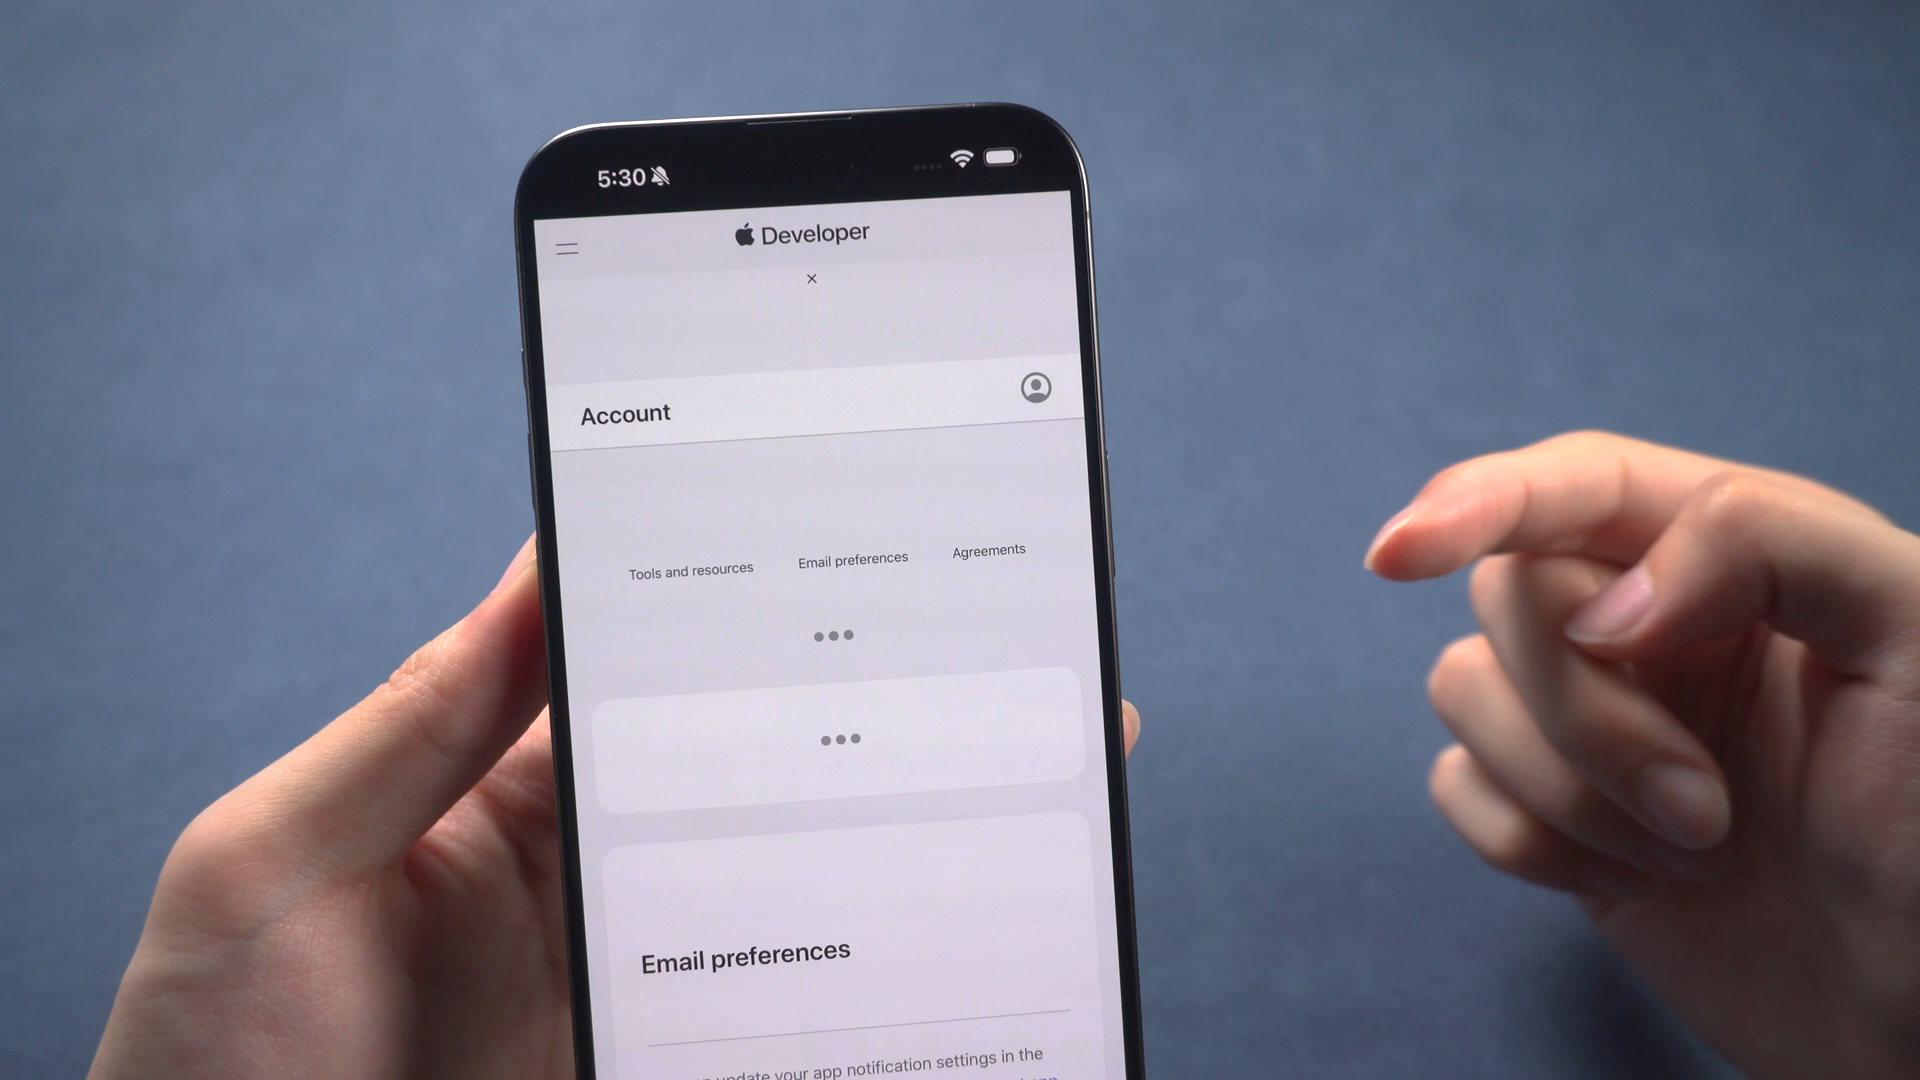 5:30
Developer
×
Account
Tools and resources
Email preferences
Agreements
Email preferences
update your app notification settings in the